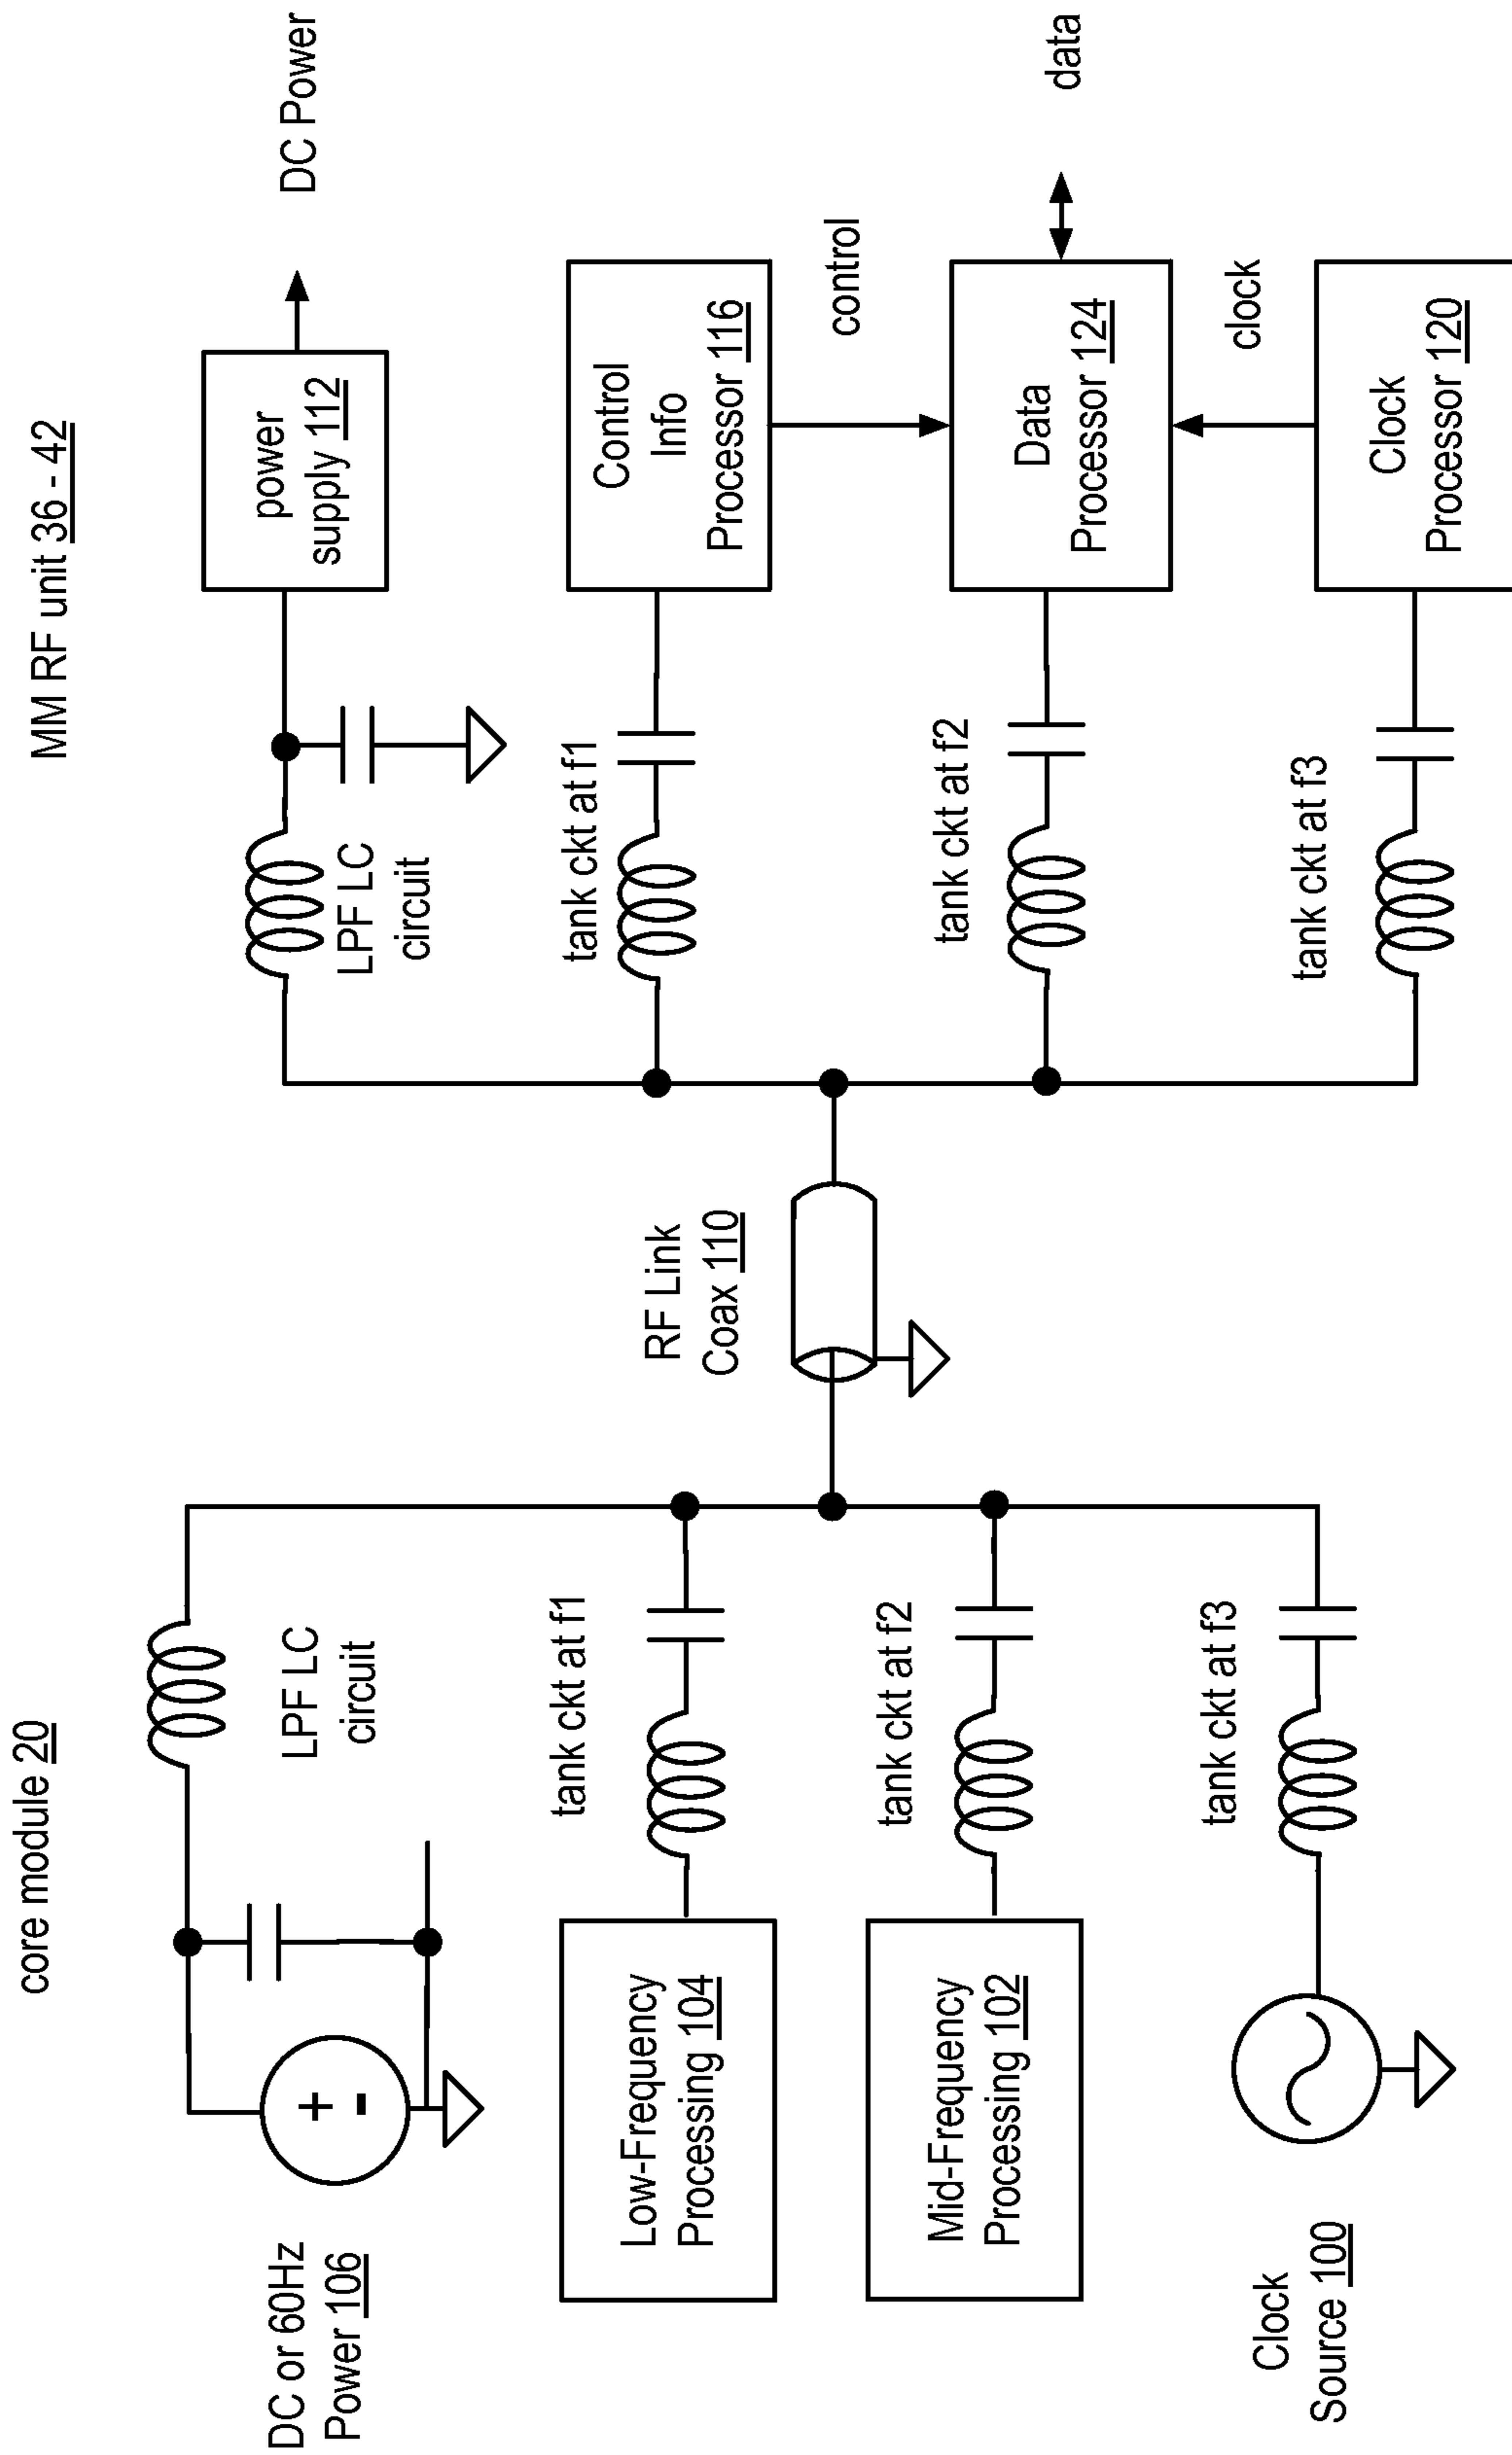 core module 20
MM RF unit 36 - 42
DC or 60Hz
Power 106
+
-
LPF LC
circuit
LPF LC
circuit
power
supply 112
DC Power
Low-Frequency
Processing 104
tank ckt at f1
RF Link
Coax 110
tank ckt at f1
Control
Info
Processor 116
control
Mid-Frequency
Processing 102
tank ckt at f2
tank ckt at f2
Data
Processor 124
data
clock
Clock
Source 100
tank ckt at f3
tank ckt at f3
Clock
Processor 120